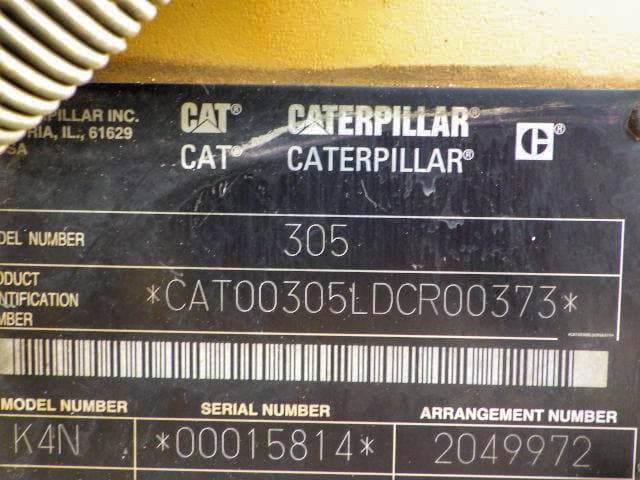 PILLAR INC.
RIA, IL., 61629
SA
CAT® CATERPILLAR® C®
CAT® CATERPILLAR®
DEL NUMBER 305
ODUCT
NTIFICATION
MBER
*CAT00305LDCR00373*
MODEL NUMBER SERIAL NUMBER ARRANGEMENT NUMBER
K4N *00015814* 2049972